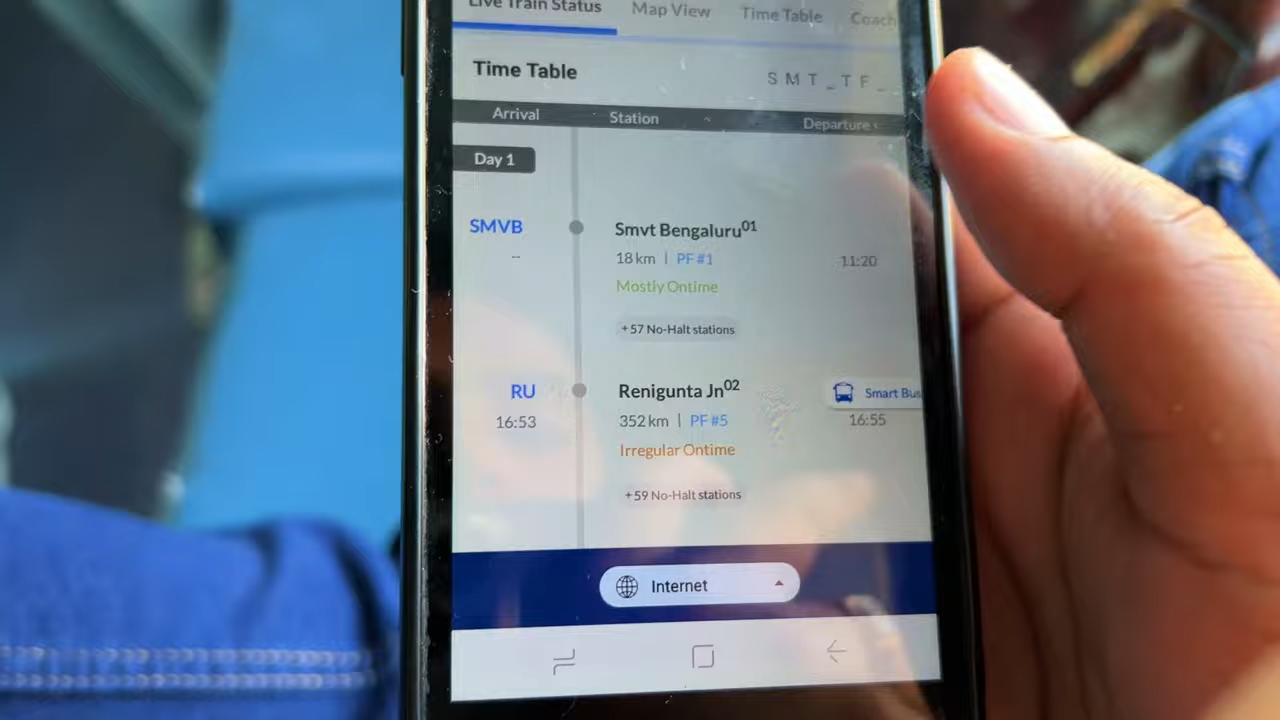 Live Train Status Map View Time Table Coach
Time Table S M T _ T F _
Arrival Station Departure
Day 1
SMVB Smvt Bengaluru01
-- 18 km | PF #1 11:20
Mostly Ontime
+57 No-Halt stations
RU Renigunta Jn02 Smart Bus
16:53 352 km | PF #5 16:55
Irregular Ontime
+59 No-Halt stations
Internet